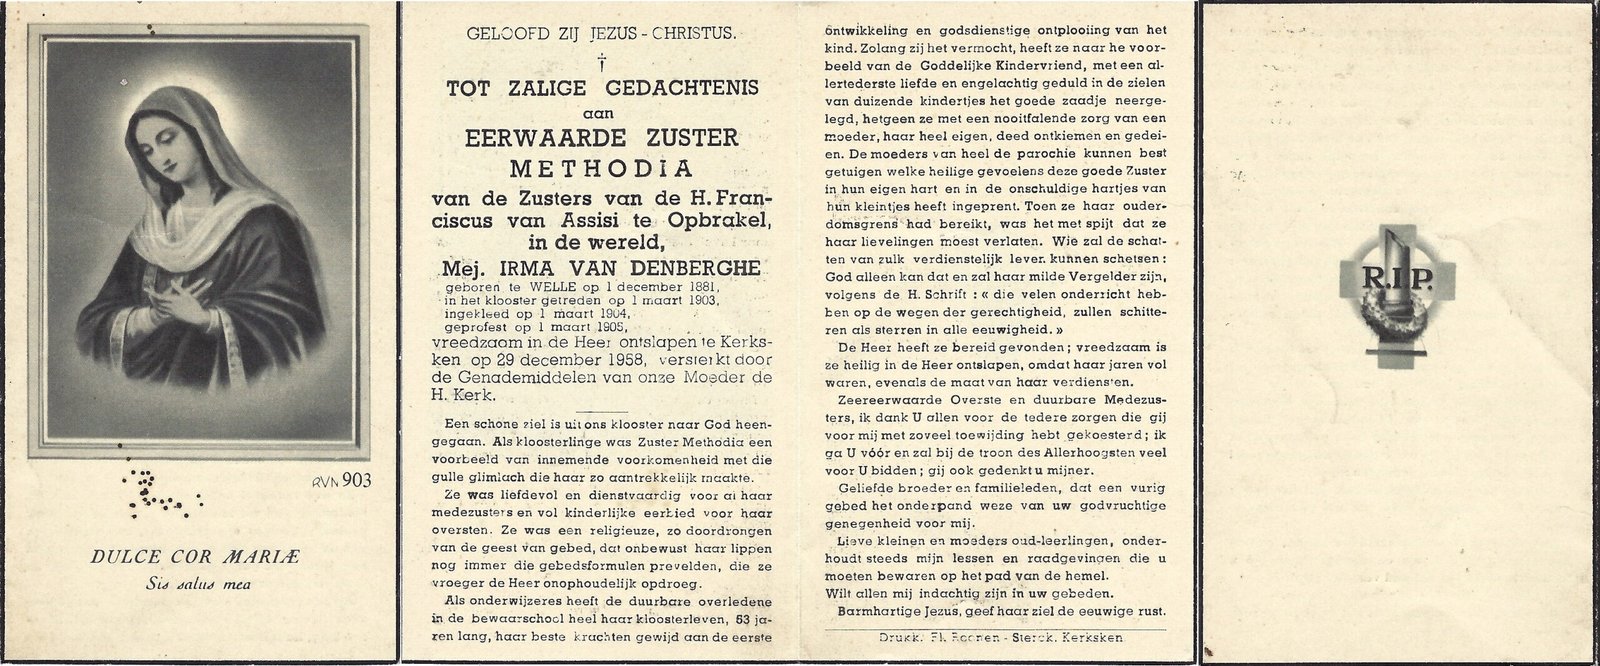 RVN 903
DULCE COR MARIÆ
Sis salus mea
GELOOFD ZIJ JEZUS - CHRISTUS.
†
TOT ZALIGE GEDACHTENIS
aan
EERWAARDE ZUSTER
METHODIA
van de Zusters van de H. Fran-
ciscus van Assisi te Opbrakel,
in de wereld,
Mej. IRMA VAN DENBERGHE
geboren te WELLE op 1 december 1881,
in het klooster getreden op 1 maart 1903,
ingekleed op 1 maart 1904,
geprofest op 1 maart 1905,
vreedzaam in de Heer ontslapen te Kerks-
ken op 29 december 1958, versterkt door
de Genademiddelen van onze Moeder de
H. Kerk.
Een schone ziel is uit ons klooster naar God heen-
gegaan. Als kloosterlinge was Zuster Methodia een
voorbeeld van innemende voorkomenheid met die
gulle glimlach die haar zo aantrekkelijk maakte.
Ze was liefdevol en dienstvaardig voor al haar
medezusters en vol kinderlijke eerbied voor haar
oversten. Ze was een religieuze, zo doordrongen
van de geest van gebed, dat onbewust haar lippen
nog immer die gebedsformulen prevelden, die ze
vroeger de Heer onophoudelijk opdroeg.
Als onderwijzeres heeft de duurbare overledene
in de bewaarschool heel haar kloosterleven, 53 ja-
ren lang, haar beste krachten gewijd aan de eerste
ontwikkeling en godsdienstige ontplooiing van het
kind. Zolang zij het vermocht, heeft ze naar he voor-
beeld van de Goddelijke Kindervriend, met een al-
lertederste liefde en engelachtig geduld in de zielen
van duizende kindertjes het goede zaadje neerge-
legd, hetgeen ze met een nooitfalende zorg van een
moeder, haar heel eigen, deed ontkiemen en gedei-
en. De moeders van heel de parochie kunnen best
getuigen welke heilige gevoelens deze goede Zuster
in hun eigen hart en in de onschuldige hartjes van
hun kleintjes heeft ingeprent. Toen ze haar ouder-
domsgrens had bereikt, was het met spijt dat ze
haar lievelingen moest verlaten. Wie zal de schat-
ten van zulk verdienstelijk leven kunnen schetsen :
God alleen kan dat en zal haar milde Vergelder zijn,
volgens de H. Schrift : « die velen onderricht heb-
ben op de wegen der gerechtigheid, zullen schitte-
ren als sterren in alle eeuwigheid. »
De Heer heeft ze bereid gevonden ; vreedzaam is
ze heilig in de Heer ontslapen, omdat haar jaren vol
waren, evenals de maat van haar verdiensten.
Zeereerwaarde Overste en duurbare Medezus-
ters, ik dank U allen voor de tedere zorgen die gij
voor mij met zoveel toewijding hebt gekoesterd ; ik
ga U vóór en zal bij de troon des Allerhoogsten veel
voor U bidden ; gij ook gedenkt u mijner.
Geliefde broeder en familieleden, dat een vurig
gebed het onderpand weze van uw godvruchtige
genegenheid voor mij.
Lieve kleinen en moeders oud-leerlingen, onder-
houdt steeds mijn lessen en raadgevingen die u
moeten bewaren op het pad van de hemel.
Wilt allen mij indachtig zijn in uw gebeden.
Barmhartige Jezus, geef haar ziel de eeuwige rust.
Drukk. Roonen - Sterck. Kerksken
R.I.P.